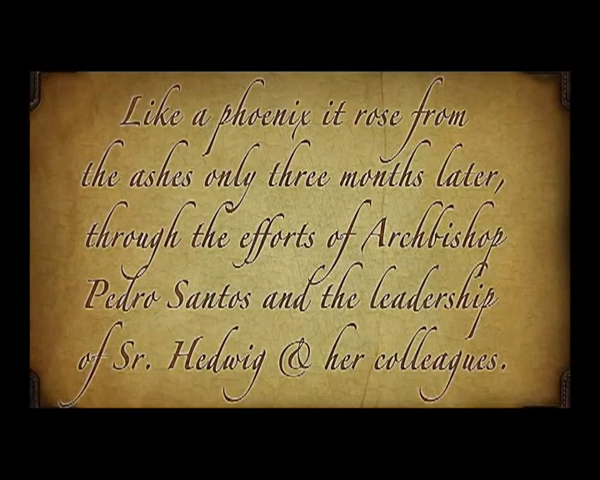 Like a phoenix it rose from
the ashes only three months later,
through the efforts of Archbishop
Pedro Santos and the leadership
of Sr. Hedwig & her colleagues.